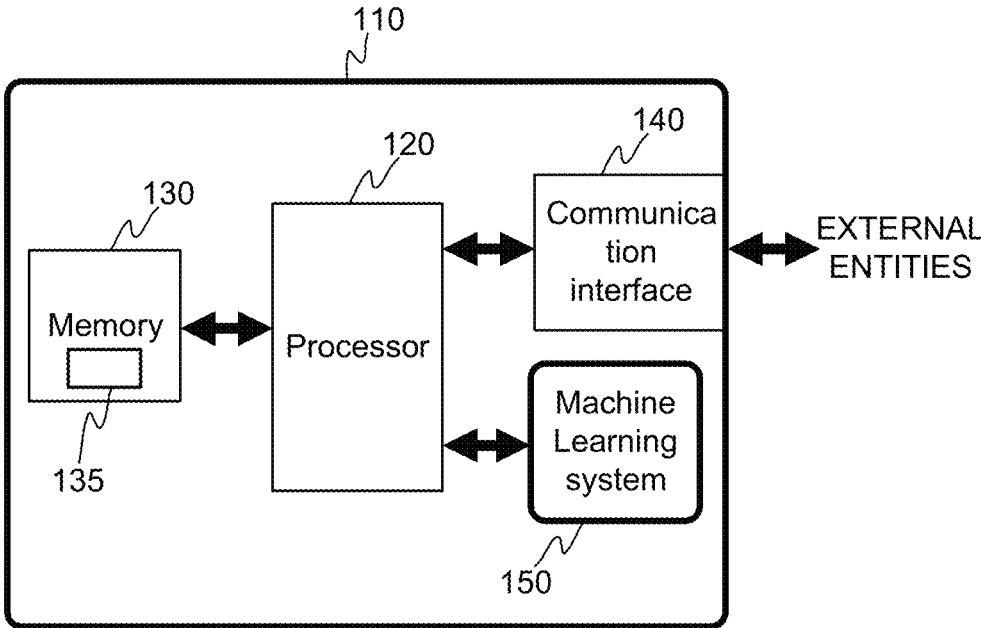 110
120
140
130
Communica
tion
interface
EXTERNAL
ENTITIES
Memory
Processor
135
Machine
Learning
system
150